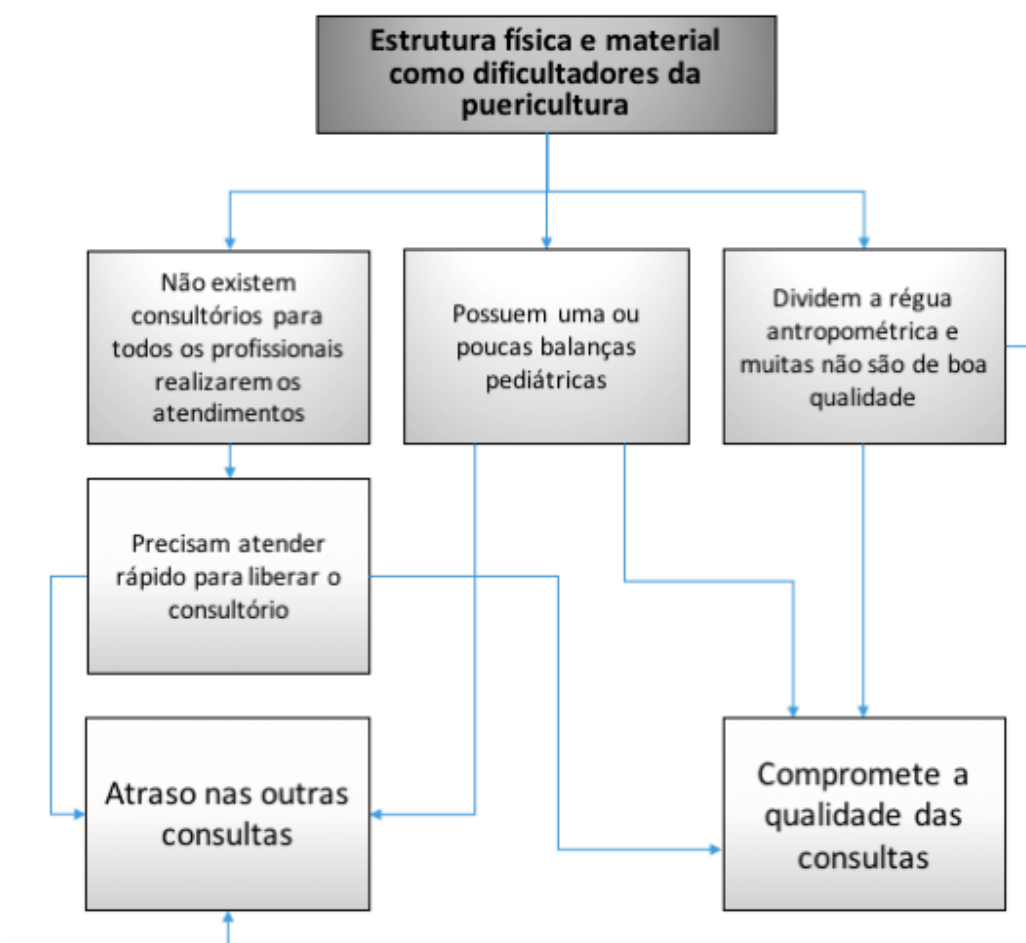 Estrutura física e material
como dificultadores da
puericultura
Não existem
consultórios para
todos os profissionais
realizarem os
atendimentos
Possuem uma ou
poucas balanças
pediátricas
Dividem a régua
antropométrica e
muitas não são de boa
qualidade
Precisam atender
rápido para liberar o
consultório
Atraso nas outras
consultas
Compromete a
qualidade das
consultas